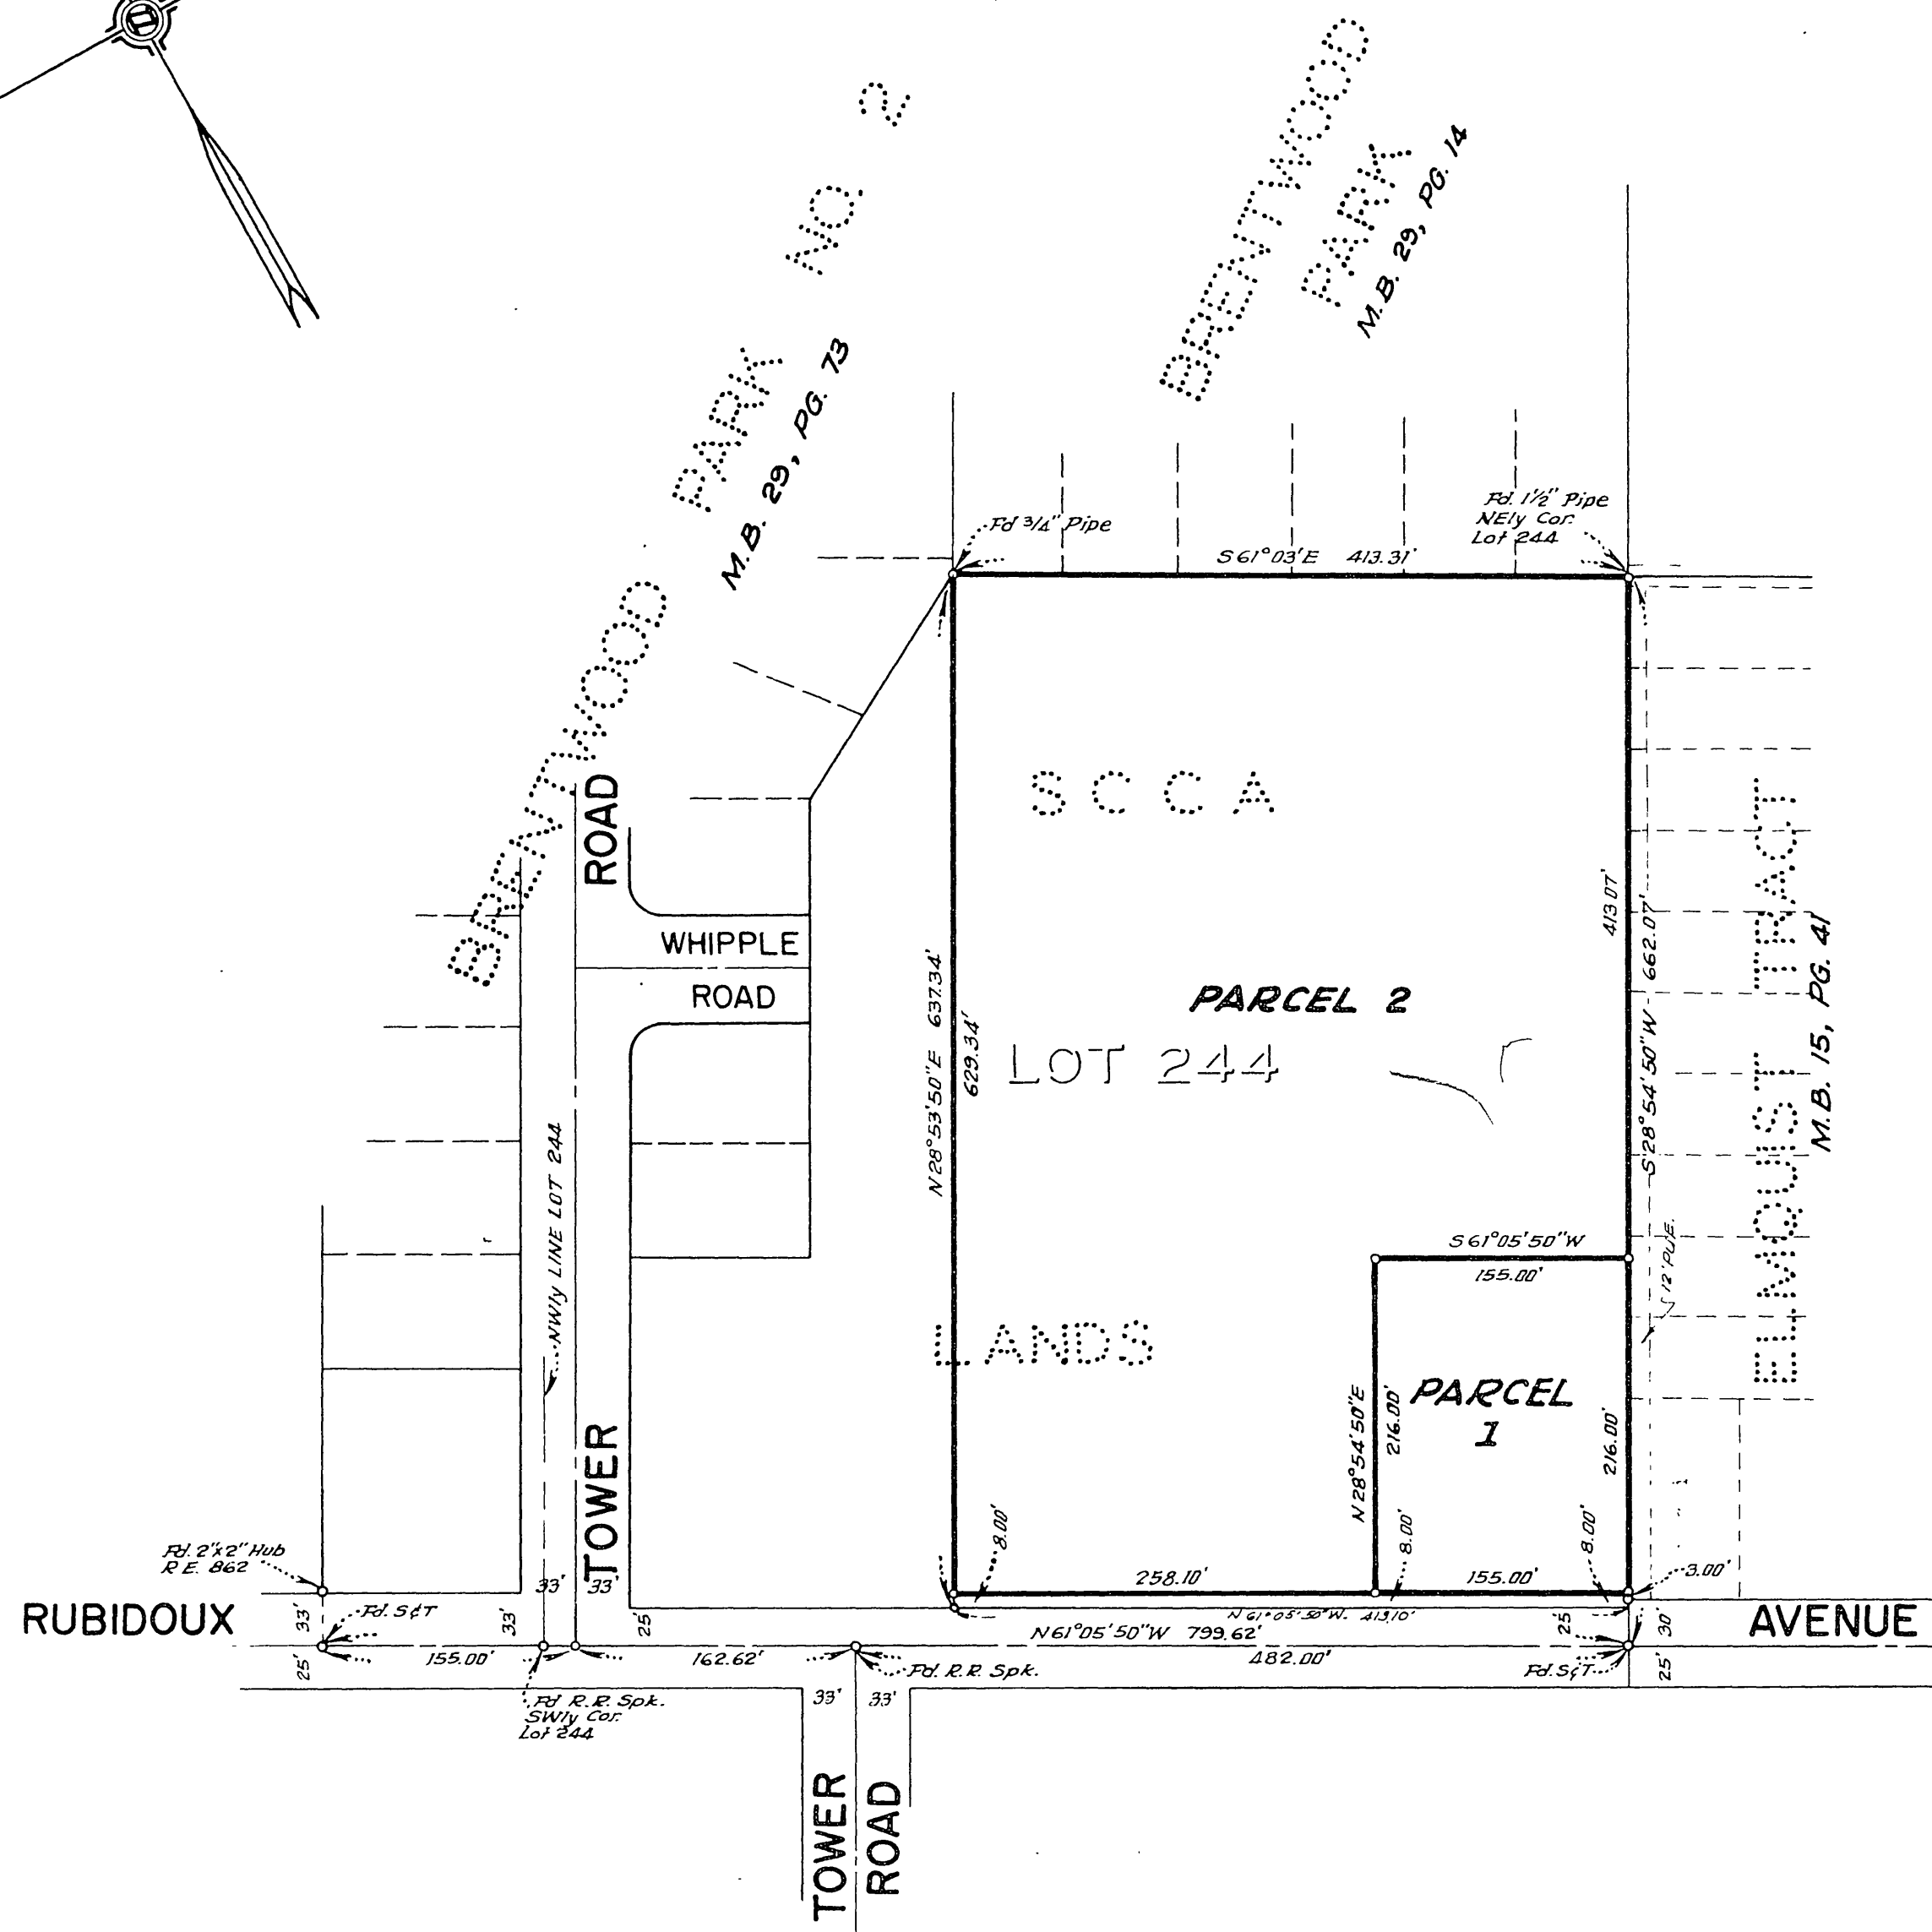 BRENTWOOD PARK NO. 2
M.B. 29, PG. 73
BRENTWOOD
PARK
M.B. 29, PG. 14
Fd 3/4" Pipe
Fd. 1 1/2" Pipe
NEly Cor.
Lot 244
S61°03'E 413.31'
SCCA
ROAD
WHIPPLE
ROAD
N28°53'50"E 637.34'
629.34'
PARCEL 2
LOT 244
413.07'
S28°54'50"W 662.07'
ELMQUIST TRACT
M.B. 15, PG. 41
NWly LINE LOT 244
S61°05'50"W
155.00'
12' P.U.E.
LANDS
N28°54'50"E
216.00'
PARCEL
1
216.00'
TOWER
8.00'
8.00'
8.00'
Fd. 2"x2" Hub
R.E. 862
33'
33'
258.10'
155.00'
3.00'
RUBIDOUX
33'
Fd. S&T
33'
25'
N61°05'50"W. 413.10'
25'
30'
AVENUE
N61°05'50"W 799.62'
25'
155.00'
162.62'
Fd. R.R. Spk.
482.00'
Fd. S&T
25'
Fd R.R. Spk.
SWly Cor.
Lot 244
33'
33'
TOWER
ROAD